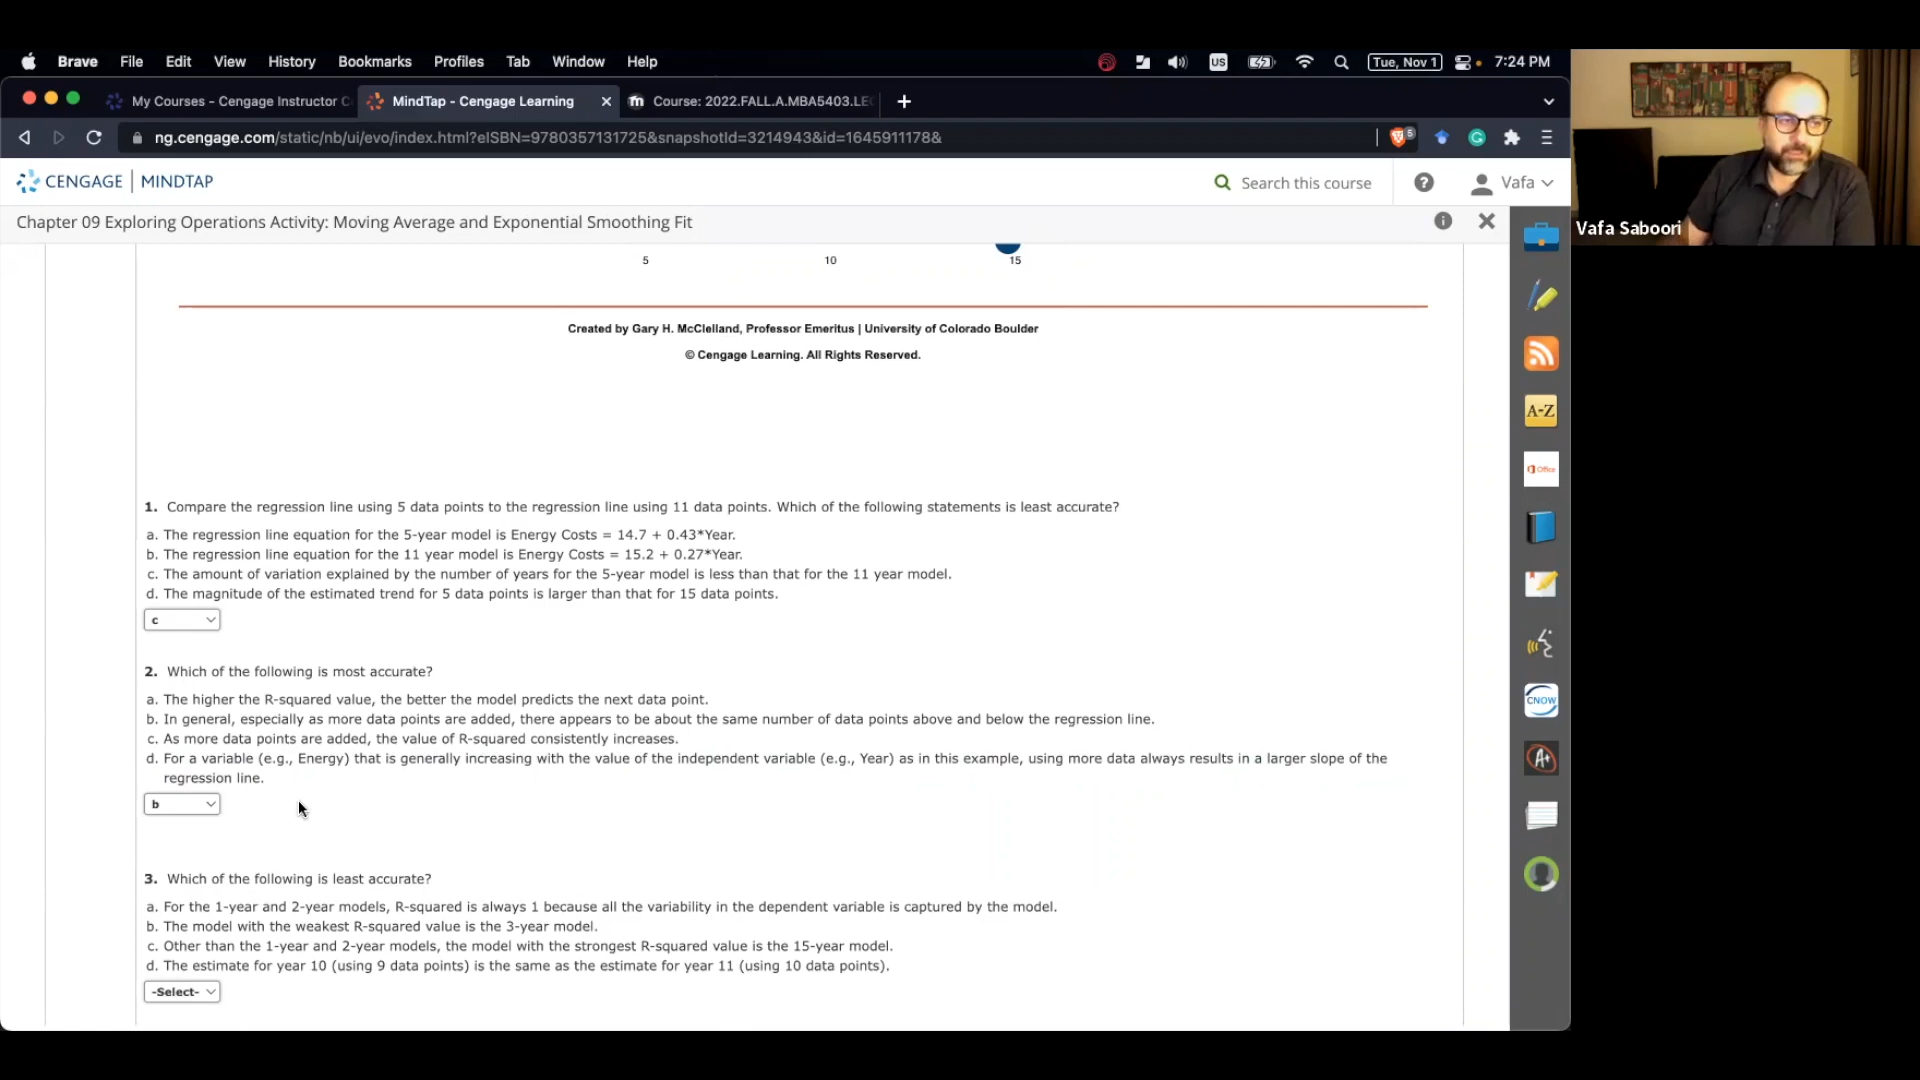 Brave File Edit View History Bookmarks Profiles Tab Window Help US Tue, Nov 1 7:24 PM
My Courses - Cengage Instructor C MindTap - Cengage Learning Course: 2022.FALL.A.MBA5403.LEC
ng.cengage.com/static/nb/ui/evo/index.html?eISBN=9780357131725&snapshotId=3214943&id=1645911178& 5
CENGAGE MINDTAP Search this course Vafa
Vafa Saboori
Chapter 09 Exploring Operations Activity: Moving Average and Exponential Smoothing Fit
5 10 15
Created by Gary H. McClelland, Professor Emeritus | University of Colorado Boulder
© Cengage Learning. All Rights Reserved.
A-Z
Office
CNOW
A+
1. Compare the regression line using 5 data points to the regression line using 11 data points. Which of the following statements is least accurate?
a. The regression line equation for the 5-year model is Energy Costs = 14.7 + 0.43*Year.
b. The regression line equation for the 11 year model is Energy Costs = 15.2 + 0.27*Year.
c. The amount of variation explained by the number of years for the 5-year model is less than that for the 11 year model.
d. The magnitude of the estimated trend for 5 data points is larger than that for 15 data points.
c
2. Which of the following is most accurate?
a. The higher the R-squared value, the better the model predicts the next data point.
b. In general, especially as more data points are added, there appears to be about the same number of data points above and below the regression line.
c. As more data points are added, the value of R-squared consistently increases.
d. For a variable (e.g., Energy) that is generally increasing with the value of the independent variable (e.g., Year) as in this example, using more data always results in a larger slope of the
regression line.
b
3. Which of the following is least accurate?
a. For the 1-year and 2-year models, R-squared is always 1 because all the variability in the dependent variable is captured by the model.
b. The model with the weakest R-squared value is the 3-year model.
c. Other than the 1-year and 2-year models, the model with the strongest R-squared value is the 15-year model.
d. The estimate for year 10 (using 9 data points) is the same as the estimate for year 11 (using 10 data points).
-Select-